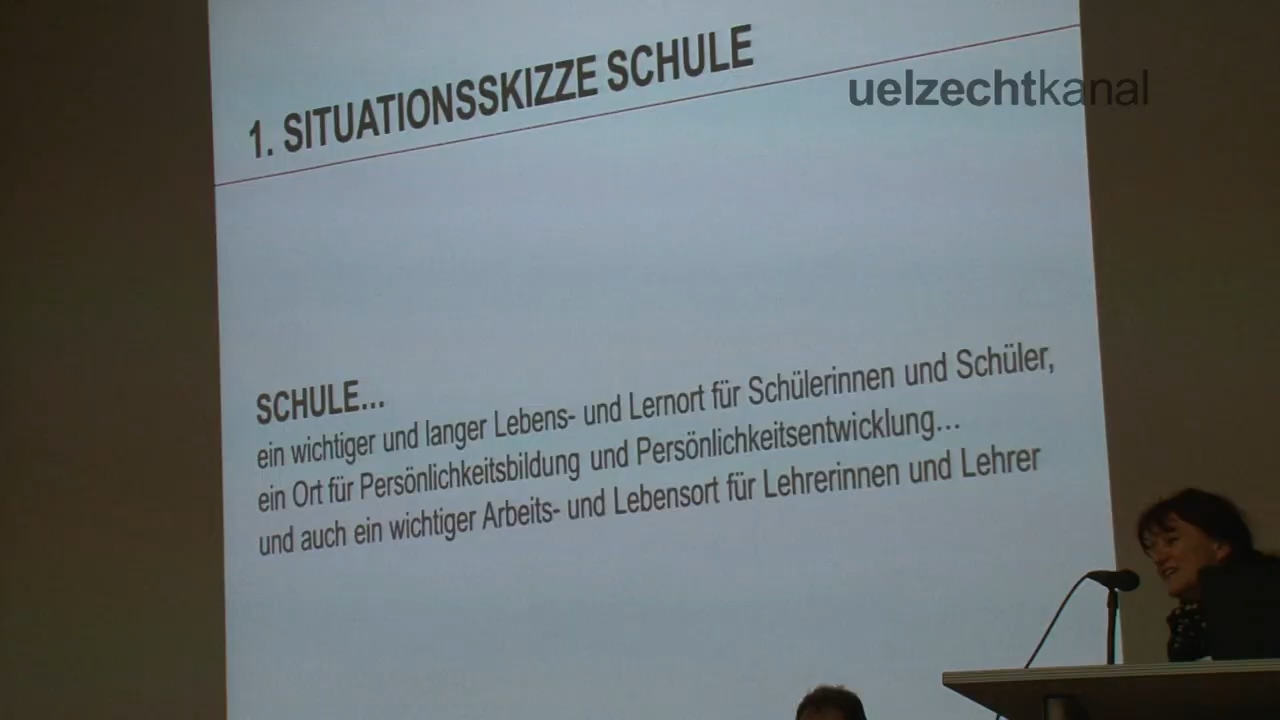 1. SITUATIONSSKIZZE SCHULE
uelzechtkanal
SCHULE...
ein wichtiger und langer Lebens- und Lernort für Schülerinnen und Schüler,
ein Ort für Persönlichkeitsbildung und Persönlichkeitsentwicklung...
und auch ein wichtiger Arbeits- und Lebensort für Lehrerinnen und Lehrer